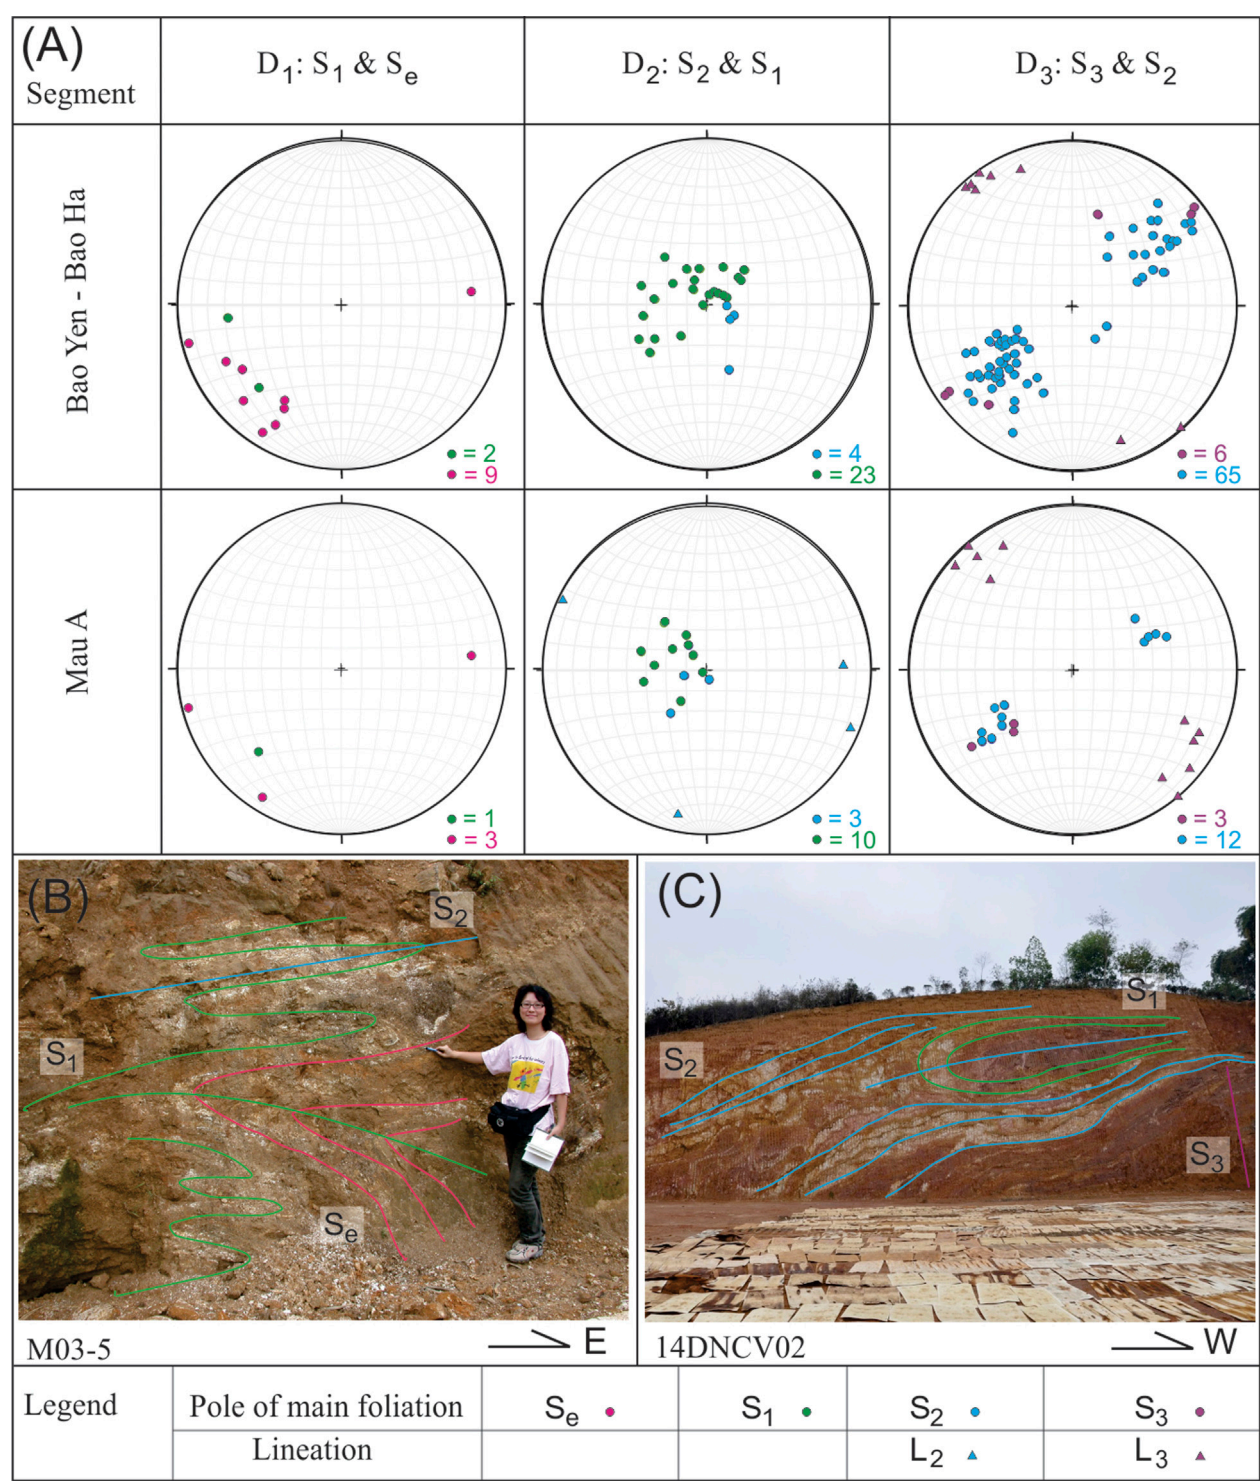 (A)
Segment
D1: S1 & Se
D2: S2 & S1
D3: S3 & S2
Bao Yen - Bao Ha
= 2
= 9
= 4
= 23
= 6
= 65
Mau A
= 1
= 3
= 3
= 10
= 3
= 12
(B)
S2
S1
Se
M03-5
E
(C)
S1
S2
S3
14DNCV02
W
Legend
Pole of main foliation
Se
S1
S2
S3
Lineation
L2
L3